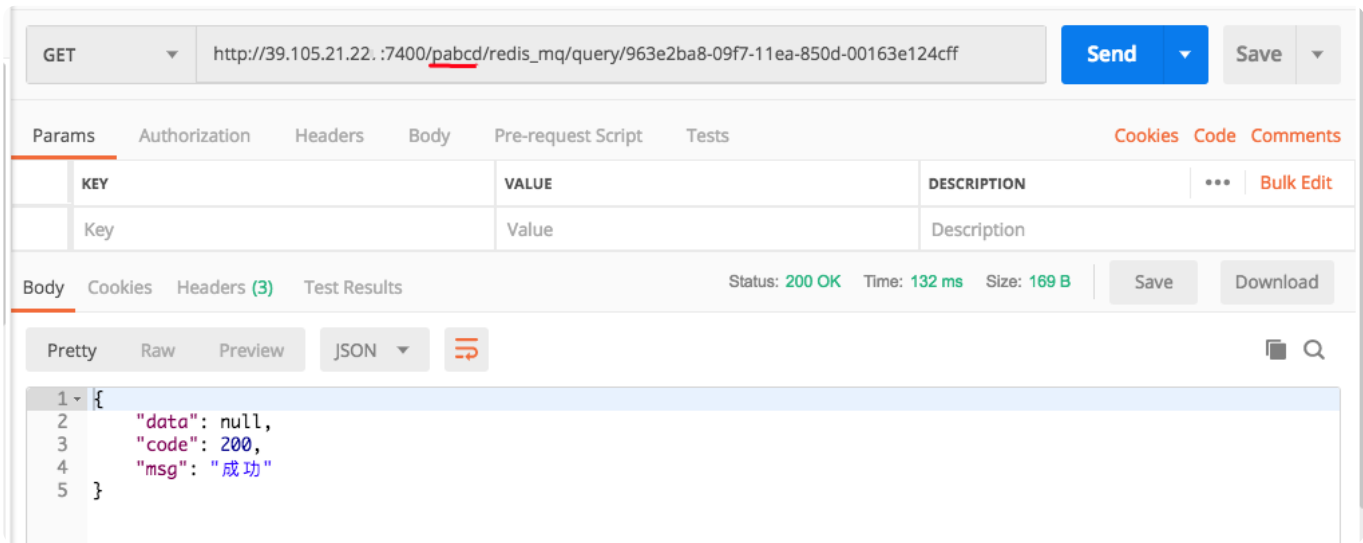 GET http://39.105.21.22. :7400/pabcd/redis_mq/query/963e2ba8-09f7-11ea-850d-00163e124cff Send Save
Params Authorization Headers Body Pre-request Script Tests Cookies Code Comments
KEY VALUE DESCRIPTION ••• Bulk Edit
Key Value Description
Body Cookies Headers (3) Test Results Status: 200 OK Time: 132 ms Size: 169 B Save Download
Pretty Raw Preview JSON
1 {
2 "data": null,
3 "code": 200,
4 "msg": "成功"
5 }